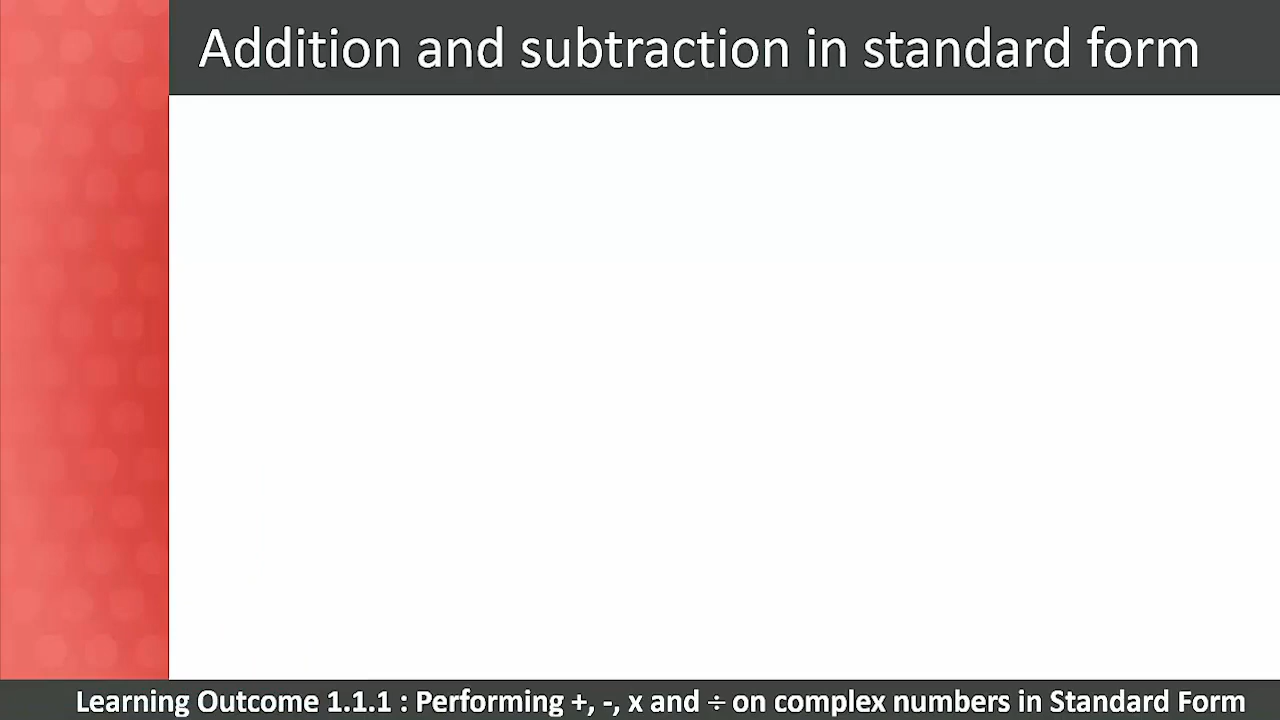 Addition and subtraction in standard form
Learning Outcome 1.1.1 : Performing +, -, x and ÷ on complex numbers in Standard Form